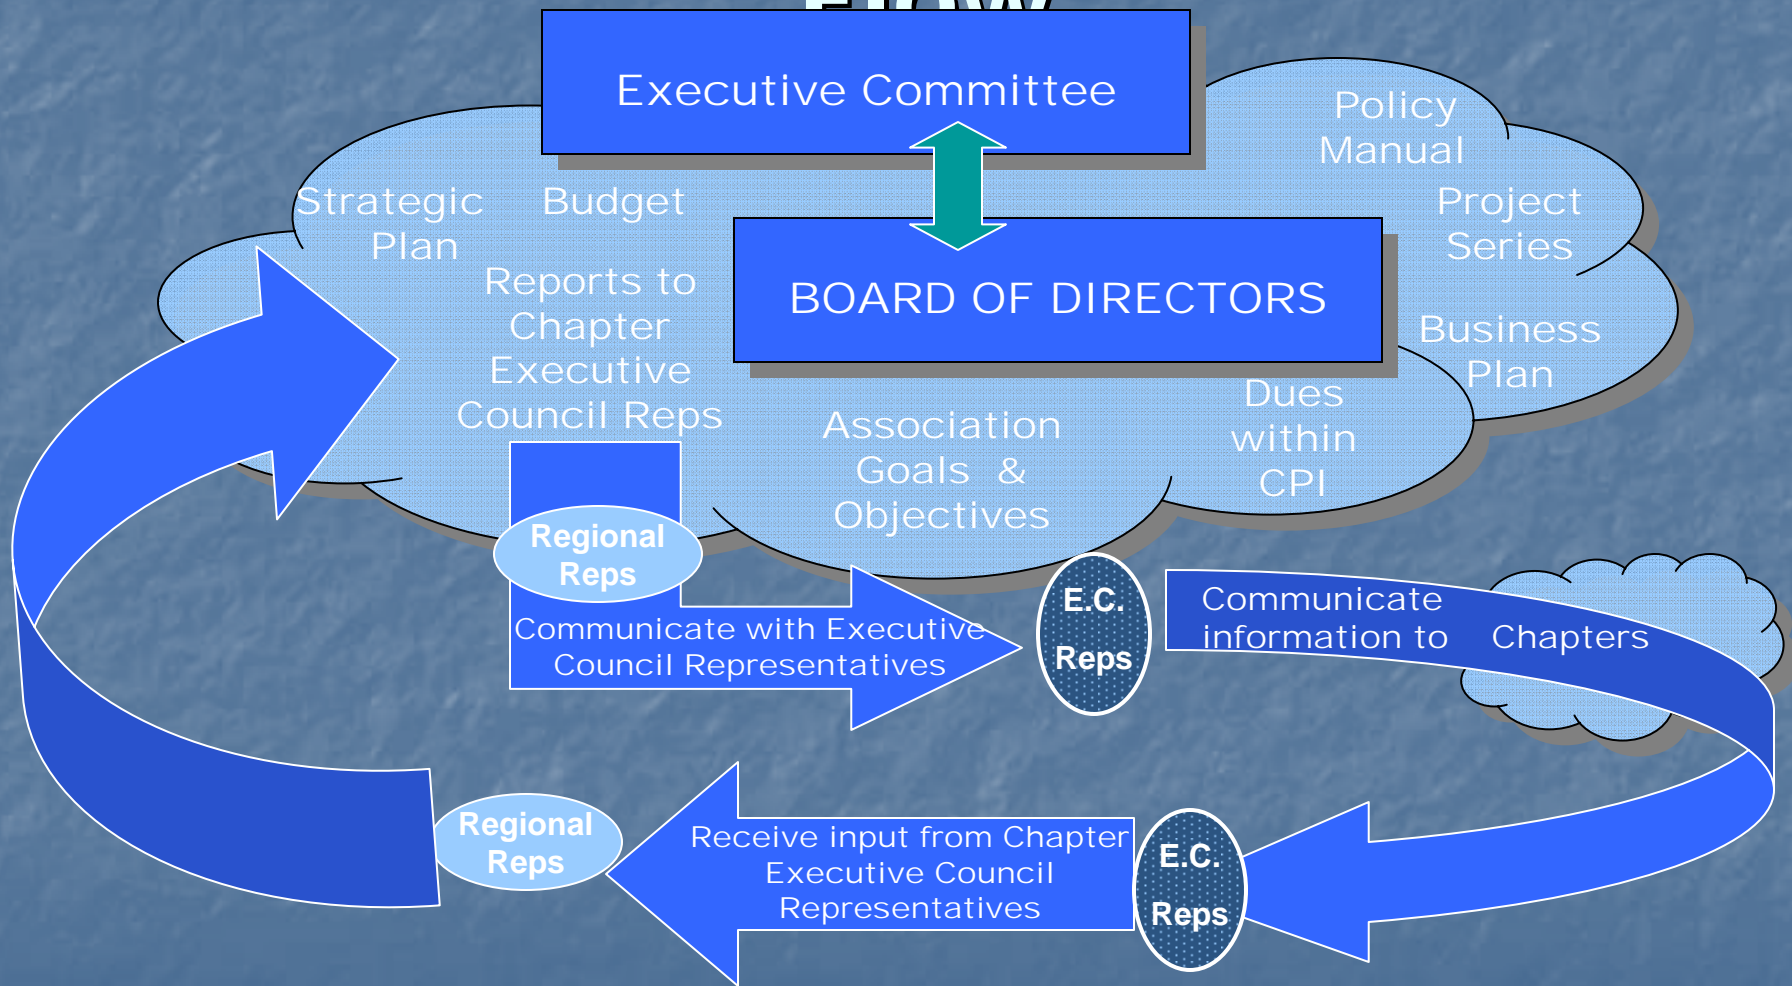 Flow
Executive Committee
Policy
Manual
Strategic
Plan
Budget
Project
Series
Reports to
Chapter
Executive
Council Reps
BOARD OF DIRECTORS
Business
Plan
Association
Goals &
Objectives
Dues
within
CPI
Regional
Reps
Communicate with Executive
Council Representatives
E.C.
Reps
Communicate
information to Chapters
Regional
Reps
Receive input from Chapter
Executive Council
Representatives
E.C.
Reps